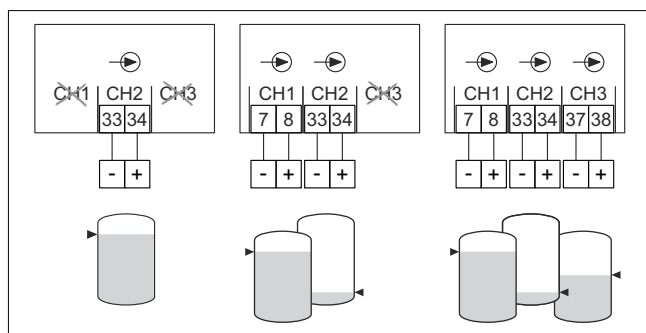 CH1 CH2 CH3
33 34
- +
CH1 CH2 CH3
7 8 33 34
- + - +
CH1 CH2 CH3
7 8 33 34 37 38
- + - + - +